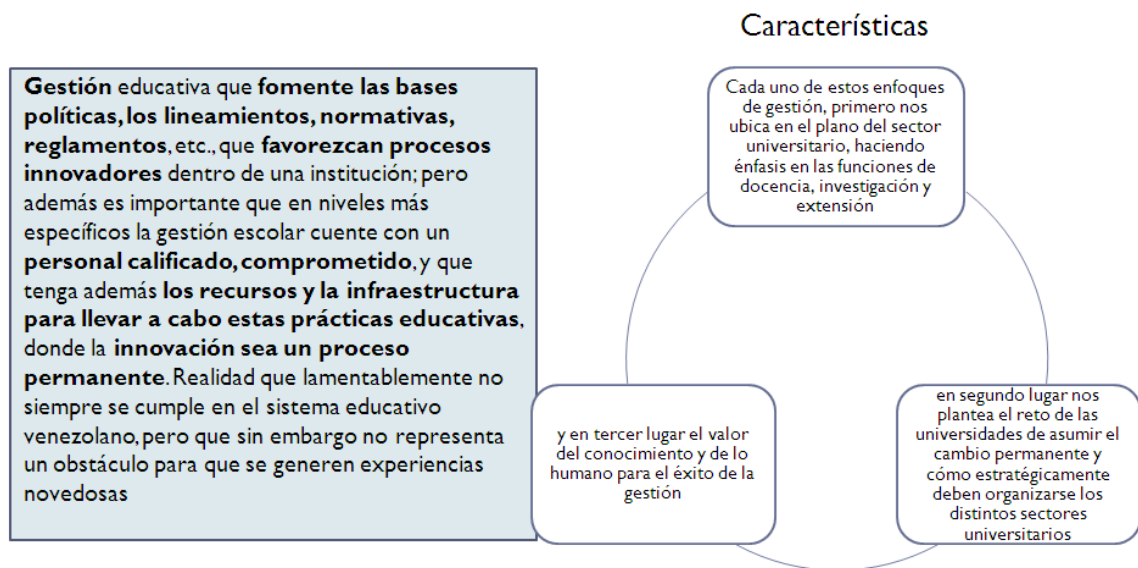 Características
Gestión educativa que fomente las bases
políticas, los lineamientos, normativas,
reglamentos, etc., que favorezcan procesos
innovadores dentro de una institución; pero
además es importante que en niveles más
específicos la gestión escolar cuente con un
personal calificado, comprometido, y que
tenga además los recursos y la infraestructura
para llevar a cabo estas prácticas educativas,
donde la innovación sea un proceso
permanente. Realidad que lamentablemente no
siempre se cumple en el sistema educativo
venezolano, pero que sin embargo no representa
un obstáculo para que se generen experiencias
novedosas
Cada uno de estos enfoques
de gestión, primero nos
ubica en el plano del sector
universitario, haciendo
énfasis en las funciones de
docencia, investigación y
extensión
en segundo lugar nos
plantea el reto de las
universidades de asumir el
cambio permanente y
cómo estratégicamente
deben organizarse los
distintos sectores
universitarios
y en tercer lugar el valor
del conocimiento y de lo
humano para el éxito de la
gestión